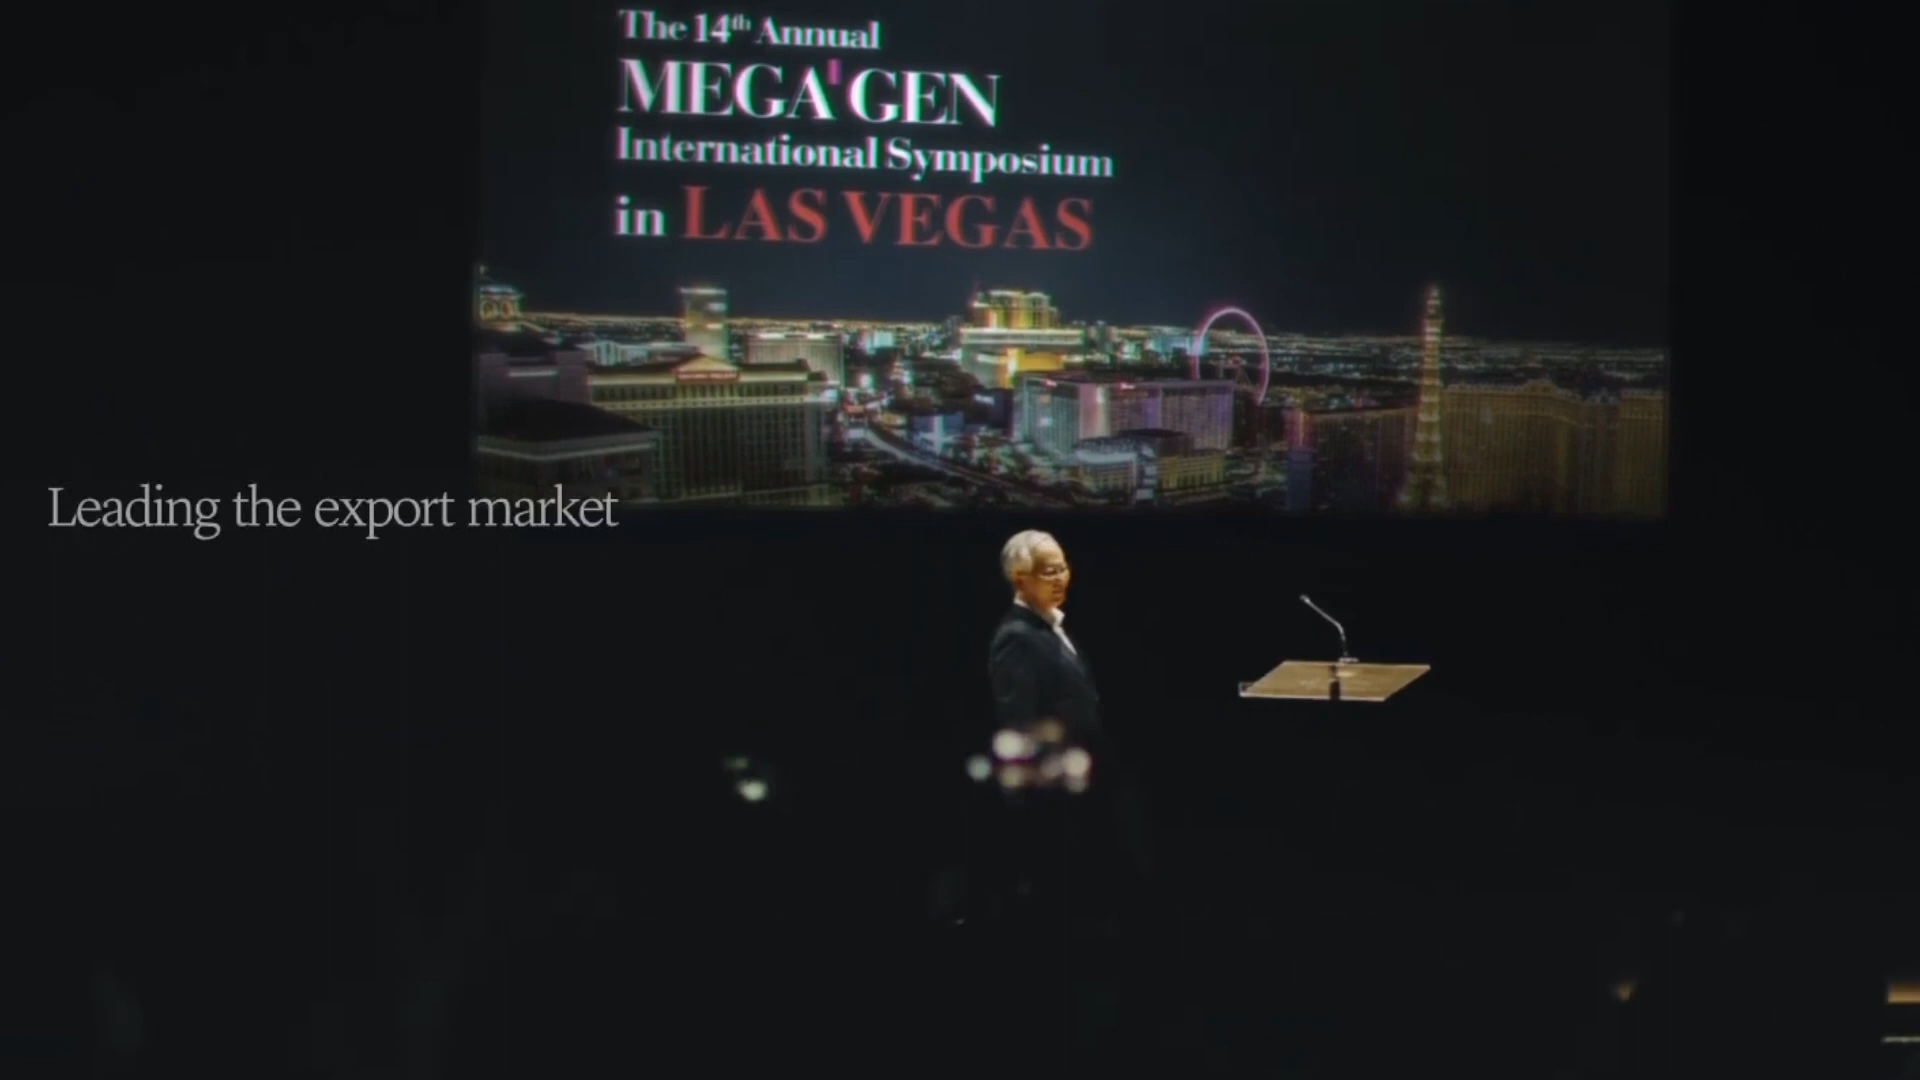 The 14th Annual
MEGA'GEN
International Symposium
in LAS VEGAS
Leading the export market